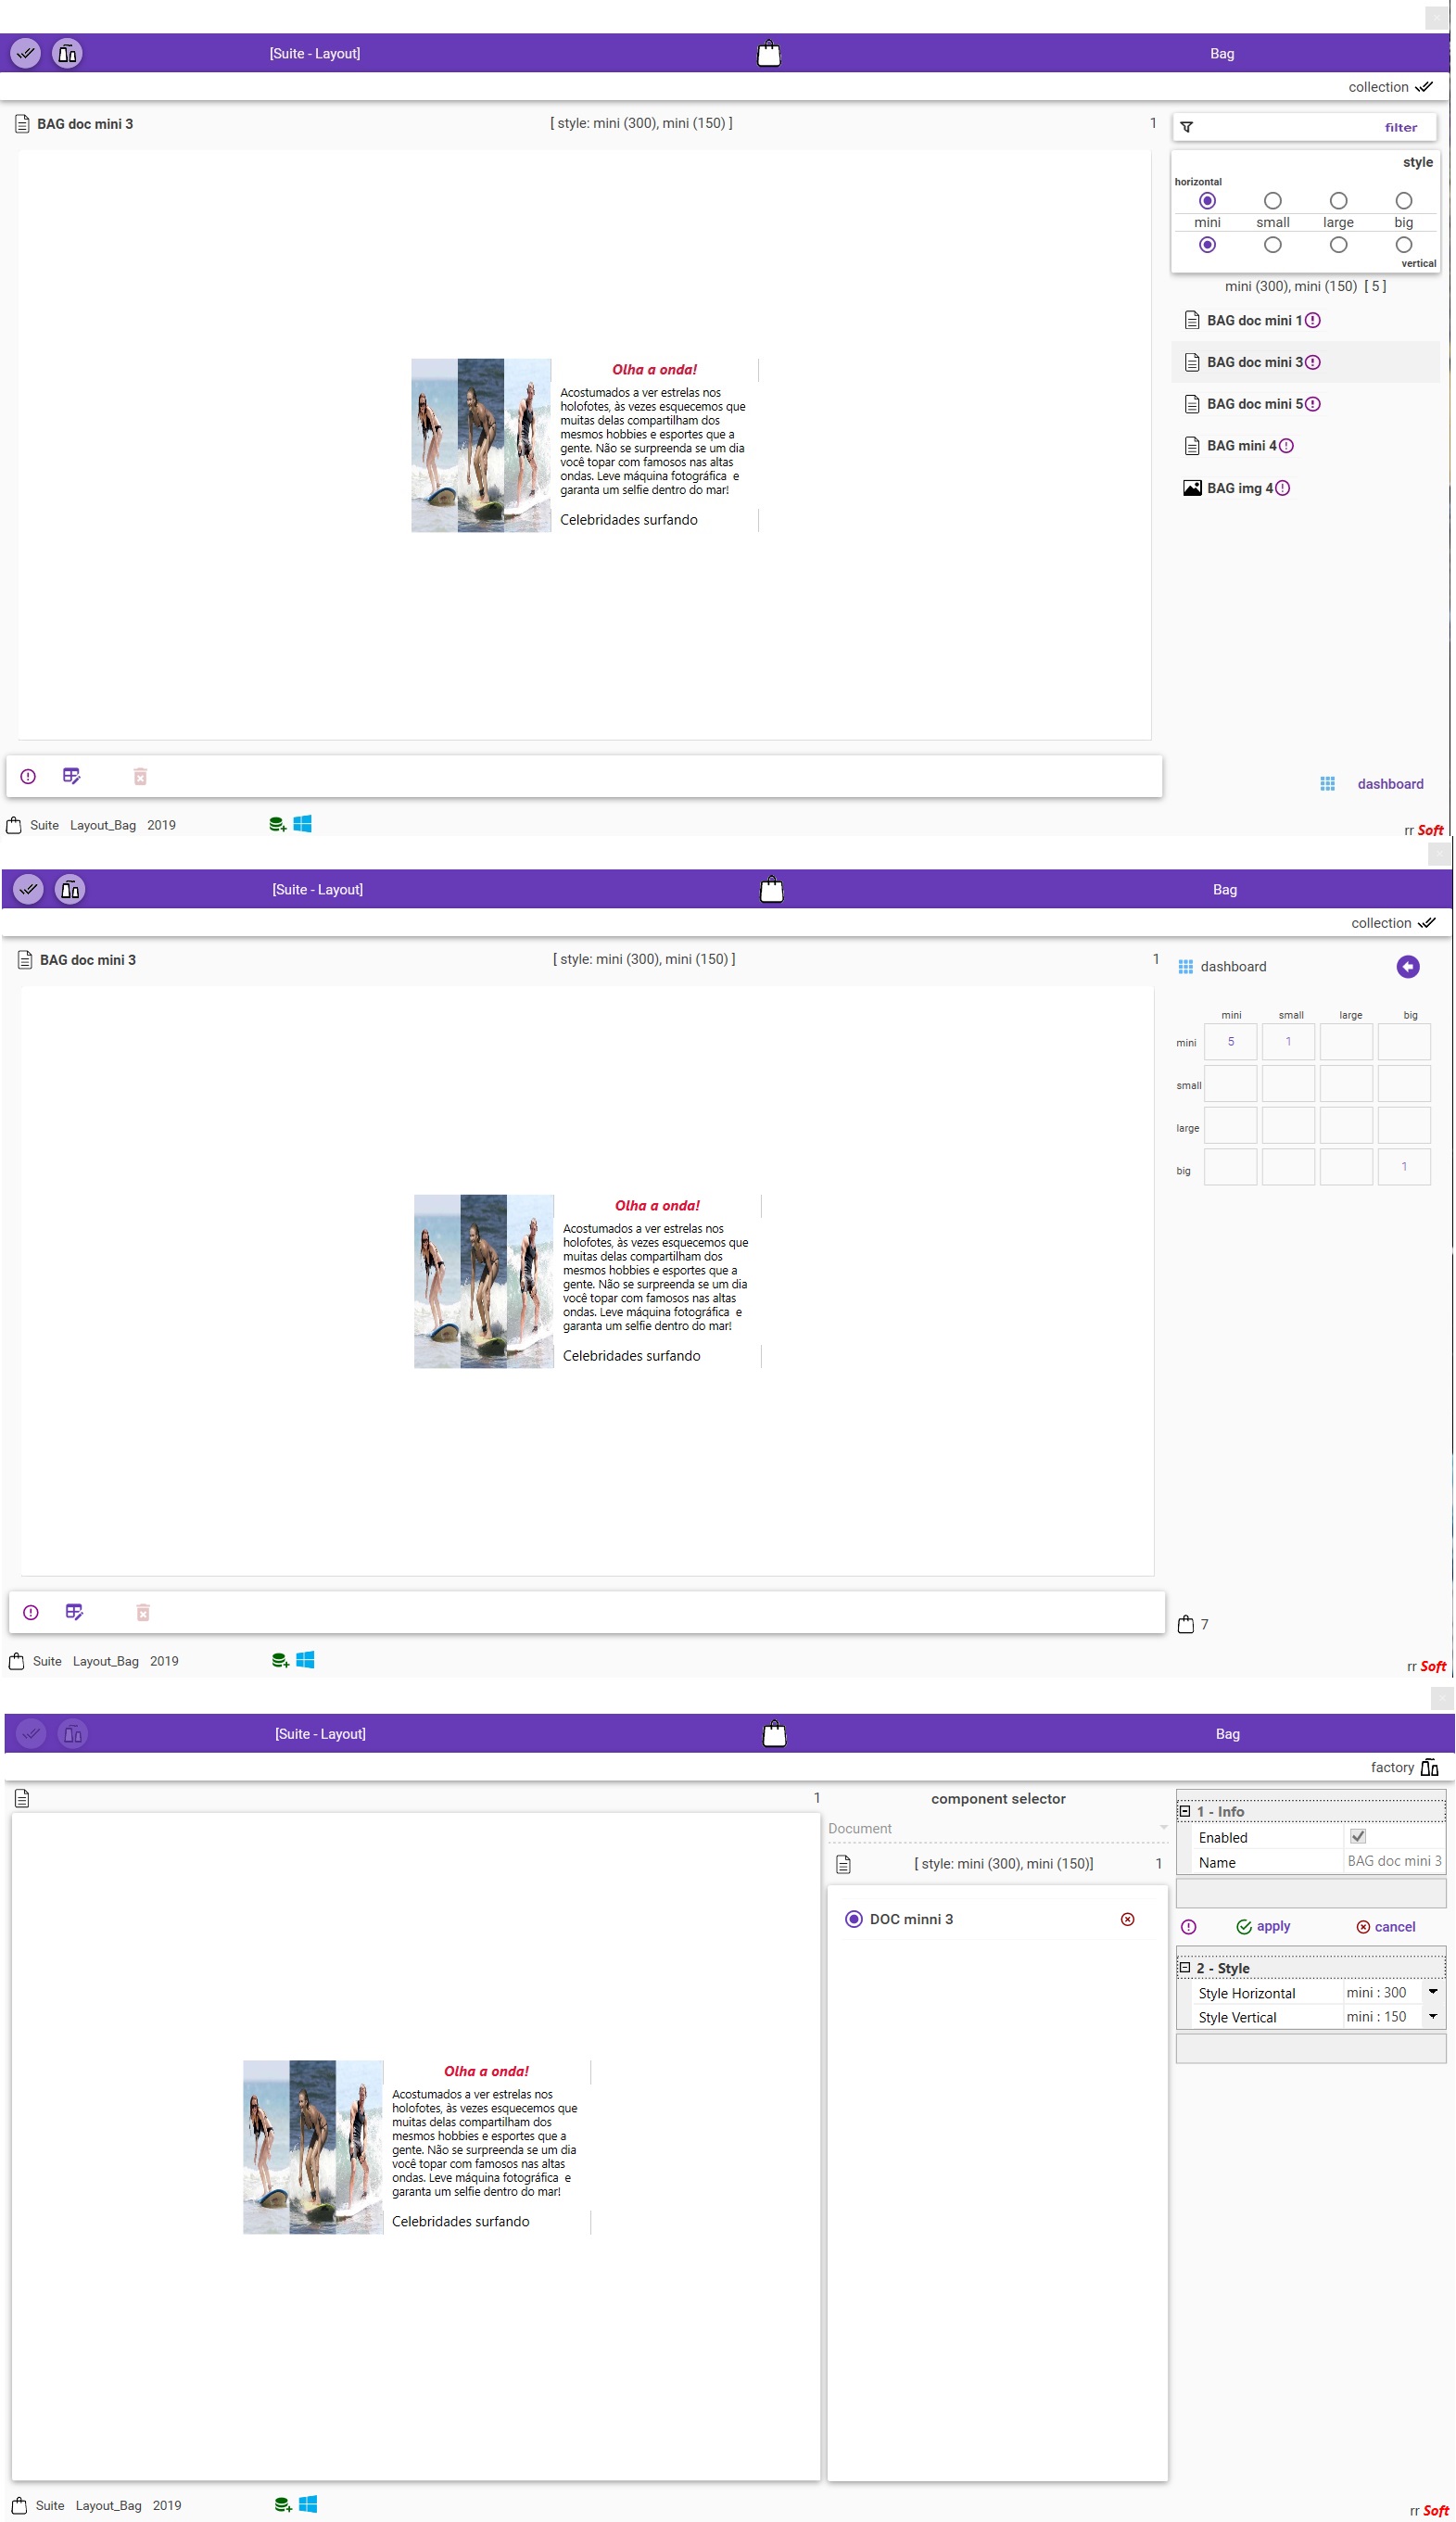 [Suite - Layout] Bag
collection
BAG doc mini 3 [ style: mini (300), mini (150) ] 1
filter
style
horizontal
mini small large big
vertical
mini (300), mini (150) [ 5 ]
BAG doc mini 1
BAG doc mini 3
BAG doc mini 5
BAG mini 4
BAG img 4
Olha a onda!
Acostumados a ver estrelas nos
holofotes, às vezes esquecemos que
muitas delas compartilham dos
mesmos hobbies e esportes que a
gente. Não se surpreenda se um dia
você topar com famosos nas altas
ondas. Leve máquina fotográfica e
garanta um selfie dentro do mar!
Celebridades surfando
dashboard
Suite Layout_Bag 2019
rr Soft
[Suite - Layout] Bag
collection
BAG doc mini 3 [ style: mini (300), mini (150) ] 1
dashboard
mini small large big
mini 5 1
small
large
big 1
Olha a onda!
Acostumados a ver estrelas nos
holofotes, às vezes esquecemos que
muitas delas compartilham dos
mesmos hobbies e esportes que a
gente. Não se surpreenda se um dia
você topar com famosos nas altas
ondas. Leve máquina fotográfica e
garanta um selfie dentro do mar!
Celebridades surfando
7
Suite Layout_Bag 2019
rr Soft
[Suite - Layout] Bag
factory
1
component selector
Document
[ style: mini (300), mini (150)] 1
DOC minni 3
1 - Info
Enabled
Name BAG doc mini 3
apply cancel
2 - Style
Style Horizontal mini : 300
Style Vertical mini : 150
Olha a onda!
Acostumados a ver estrelas nos
holofotes, às vezes esquecemos que
muitas delas compartilham dos
mesmos hobbies e esportes que a
gente. Não se surpreenda se um dia
você topar com famosos nas altas
ondas. Leve máquina fotográfica e
garanta um selfie dentro do mar!
Celebridades surfando
Suite Layout_Bag 2019
rr Soft